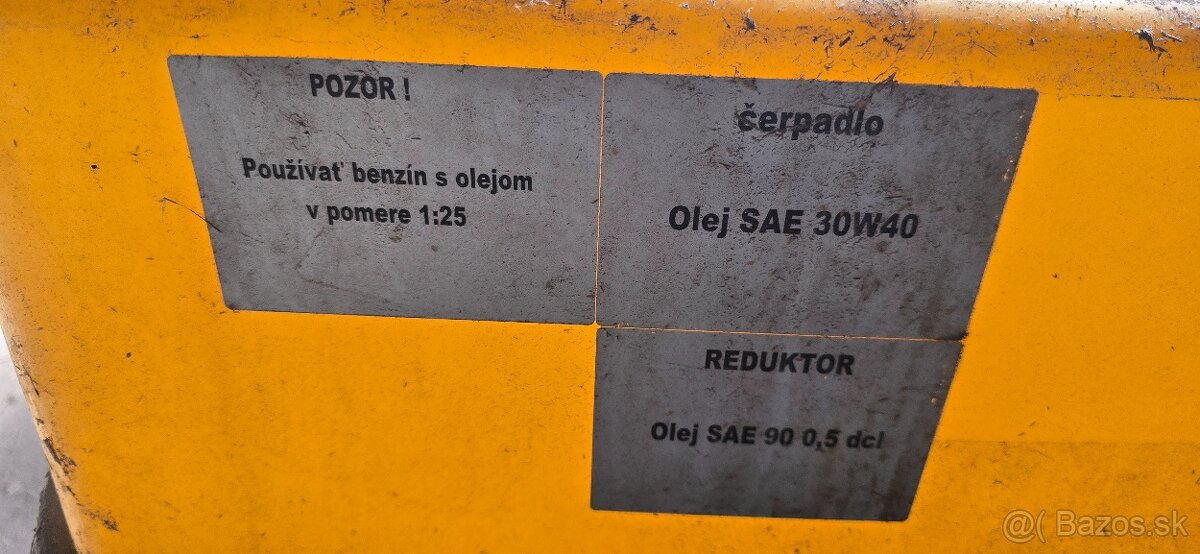 POZOR !
Používať benzín s olejom
v pomere 1:25
čerpadlo
Olej SAE 30W40
REDUKTOR
Olej SAE 90 0,5 dcl
@( Bazos.sk